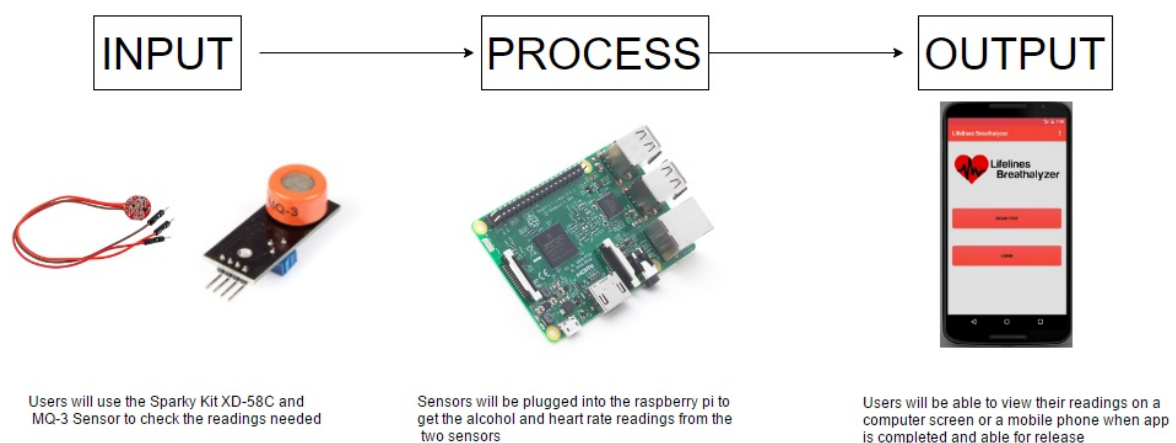 INPUT
PROCESS
OUTPUT
Lifelines Breathalyzer
Lifelines
Breathalyzer
BEGIN TEST
MQ-3
HDMI
Users will use the Sparky Kit XD-58C and
MQ-3 Sensor to check the readings needed
Sensors will be plugged into the raspberry pi to
get the alcohol and heart rate readings from the
two sensors
Users will be able to view their readings on a
computer screen or a mobile phone when app
is completed and able for release